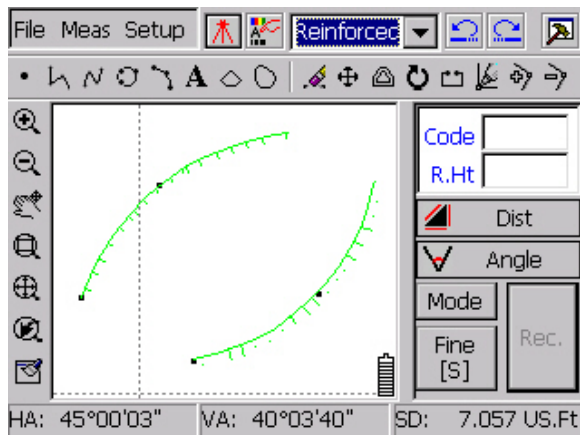 File Meas Setup Reinforcec
A
Code
R.Ht
Dist
Angle
Mode
Fine
[S]
Rec.
HA: 45°00'03" VA: 40°03'40" SD: 7.057 US.Ft